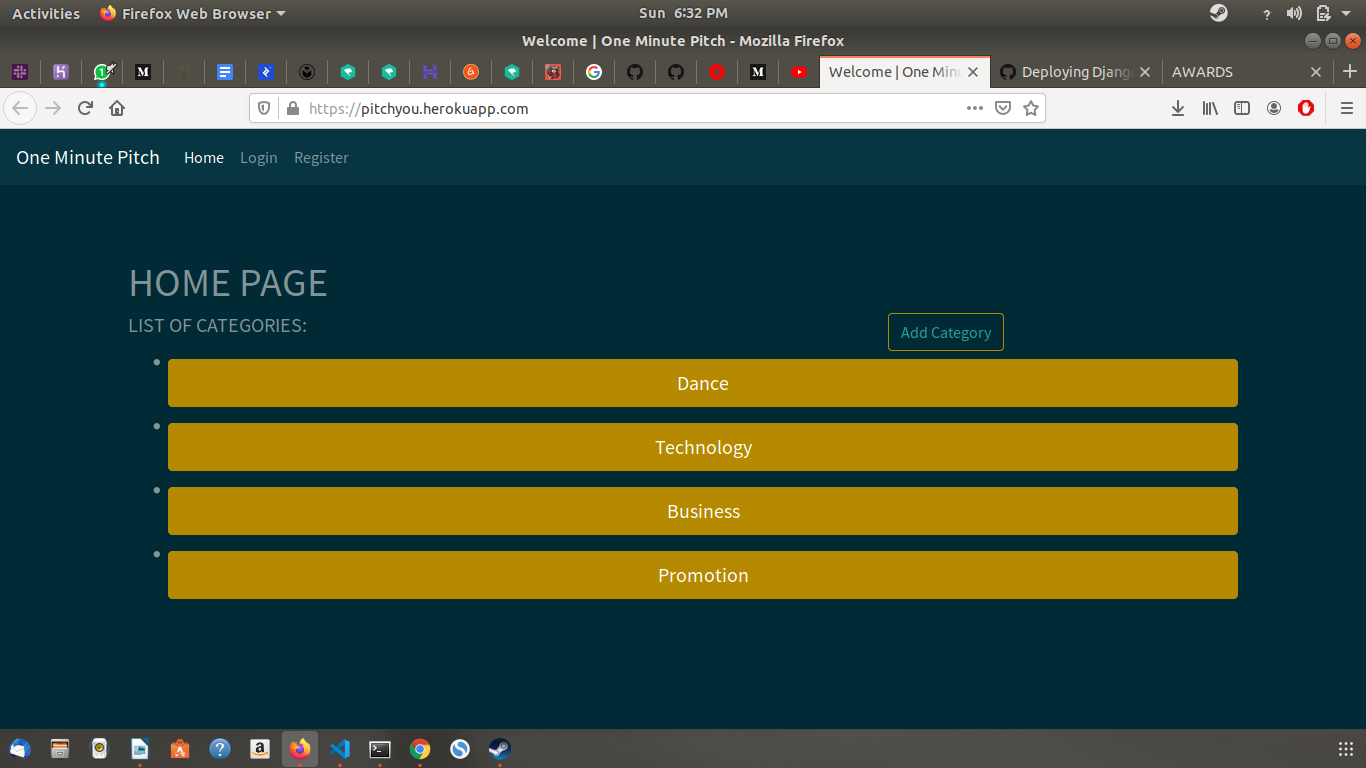 Activities Firefox Web Browser Sun 6:32 PM ?
Welcome | One Minute Pitch - Mozilla Firefox
1 M G M Welcome | One Minu Deploying Djang AWARDS
https://pitchyou.herokuapp.com
One Minute Pitch Home Login Register
HOME PAGE
LIST OF CATEGORIES:
Add Category
Dance
Technology
Business
Promotion